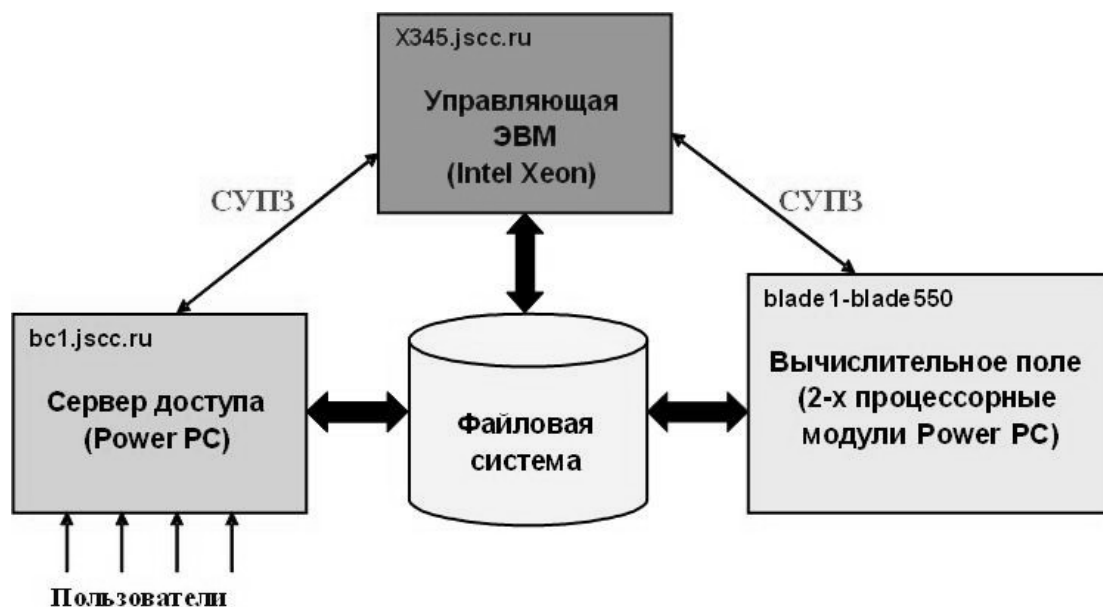 X345.jscc.ru
Управляющая
ЭВМ
(Intel Xeon)
СУПЗ
СУПЗ
bc1.jscc.ru
Сервер доступа
(Power PC)
Файловая
система
blade1-blade550
Вычислительное поле
(2-х процессорные
модули Power PC)
Пользователи